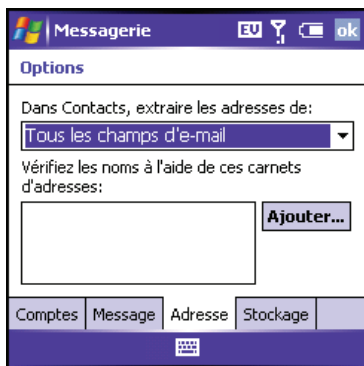 Messagerie EU ok
Options
Dans Contacts, extraire les adresses de:
Tous les champs d'e-mail
Vérifiez les noms à l'aide de ces carnets
d'adresses:
Ajouter...
Comptes Message Adresse Stockage